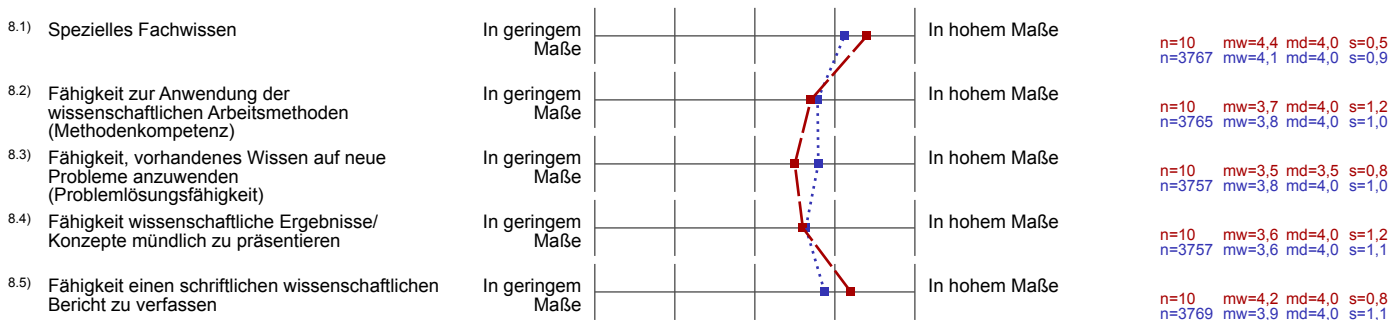 8.1) Spezielles Fachwissen
In geringem
Maße
In hohem Maße
n=10 mw=4,4 md=4,0 s=0,5
n=3767 mw=4,1 md=4,0 s=0,9
8.2) Fähigkeit zur Anwendung der
wissenschaftlichen Arbeitsmethoden
(Methodenkompetenz)
In geringem
Maße
In hohem Maße
n=10 mw=3,7 md=4,0 s=1,2
n=3765 mw=3,8 md=4,0 s=1,0
8.3) Fähigkeit, vorhandenes Wissen auf neue
Probleme anzuwenden
(Problemlösungsfähigkeit)
In geringem
Maße
In hohem Maße
n=10 mw=3,5 md=3,5 s=0,8
n=3757 mw=3,8 md=4,0 s=1,0
8.4) Fähigkeit wissenschaftliche Ergebnisse/
Konzepte mündlich zu präsentieren
In geringem
Maße
In hohem Maße
n=10 mw=3,6 md=4,0 s=1,2
n=3757 mw=3,6 md=4,0 s=1,1
8.5) Fähigkeit einen schriftlichen wissenschaftlichen
Bericht zu verfassen
In geringem
Maße
In hohem Maße
n=10 mw=4,2 md=4,0 s=0,8
n=3769 mw=3,9 md=4,0 s=1,1